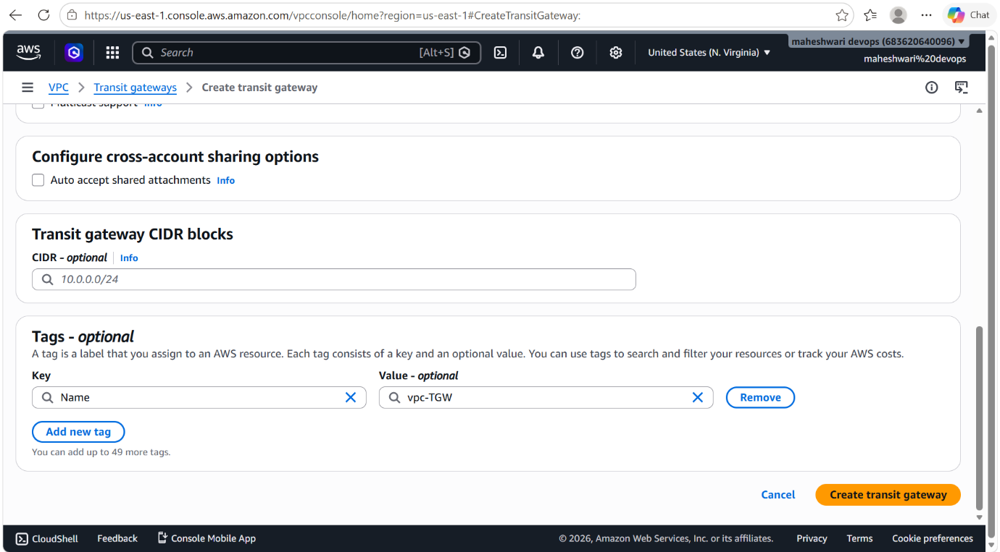 https://us-east-1.console.aws.amazon.com/vpcconsole/home?region=us-east-1#CreateTransitGateway:
Chat
aws
Search [Alt+S]
United States (N. Virginia)
maheshwari devops (683620640096)
maheshwari%20devops
VPC
Transit gateways
Create transit gateway
Multicast support Info
Configure cross-account sharing options
Auto accept shared attachments Info
Transit gateway CIDR blocks
CIDR - optional Info
10.0.0.0/24
Tags - optional
A tag is a label that you assign to an AWS resource. Each tag consists of a key and an optional value. You can use tags to search and filter your resources or track your AWS costs.
Key Value - optional
Name vpc-TGW Remove
Add new tag
You can add up to 49 more tags.
Cancel Create transit gateway
CloudShell Feedback Console Mobile App © 2026, Amazon Web Services, Inc. or its affiliates. Privacy Terms Cookie preferences